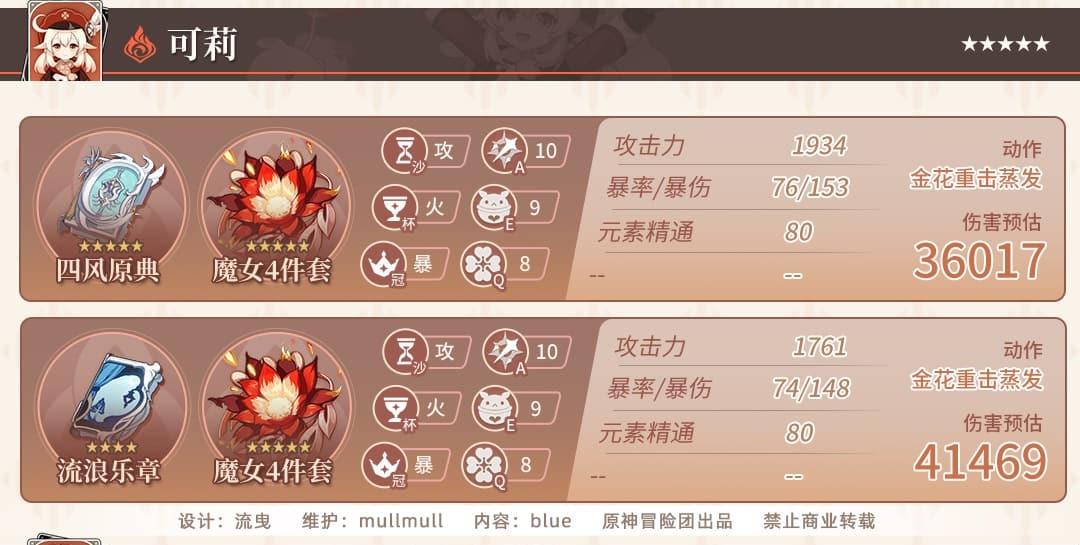 可莉
★★★★★
★★★★★
四风原典
★★★★★
魔女4件套
沙 攻
A 10
杯 火
E 9
冠 暴
Q 8
攻击力 1934
暴率/暴伤 76/153
元素精通 80
-- --
动作
金花重击蒸发
伤害预估
36017
★★★★
流浪乐章
★★★★★
魔女4件套
沙 攻
A 10
杯 火
E 9
冠 暴
Q 8
攻击力 1761
暴率/暴伤 74/148
元素精通 80
-- --
动作
金花重击蒸发
伤害预估
41469
设计：流曳 维护：mullmull 内容：blue 原神冒险团出品 禁止商业转载